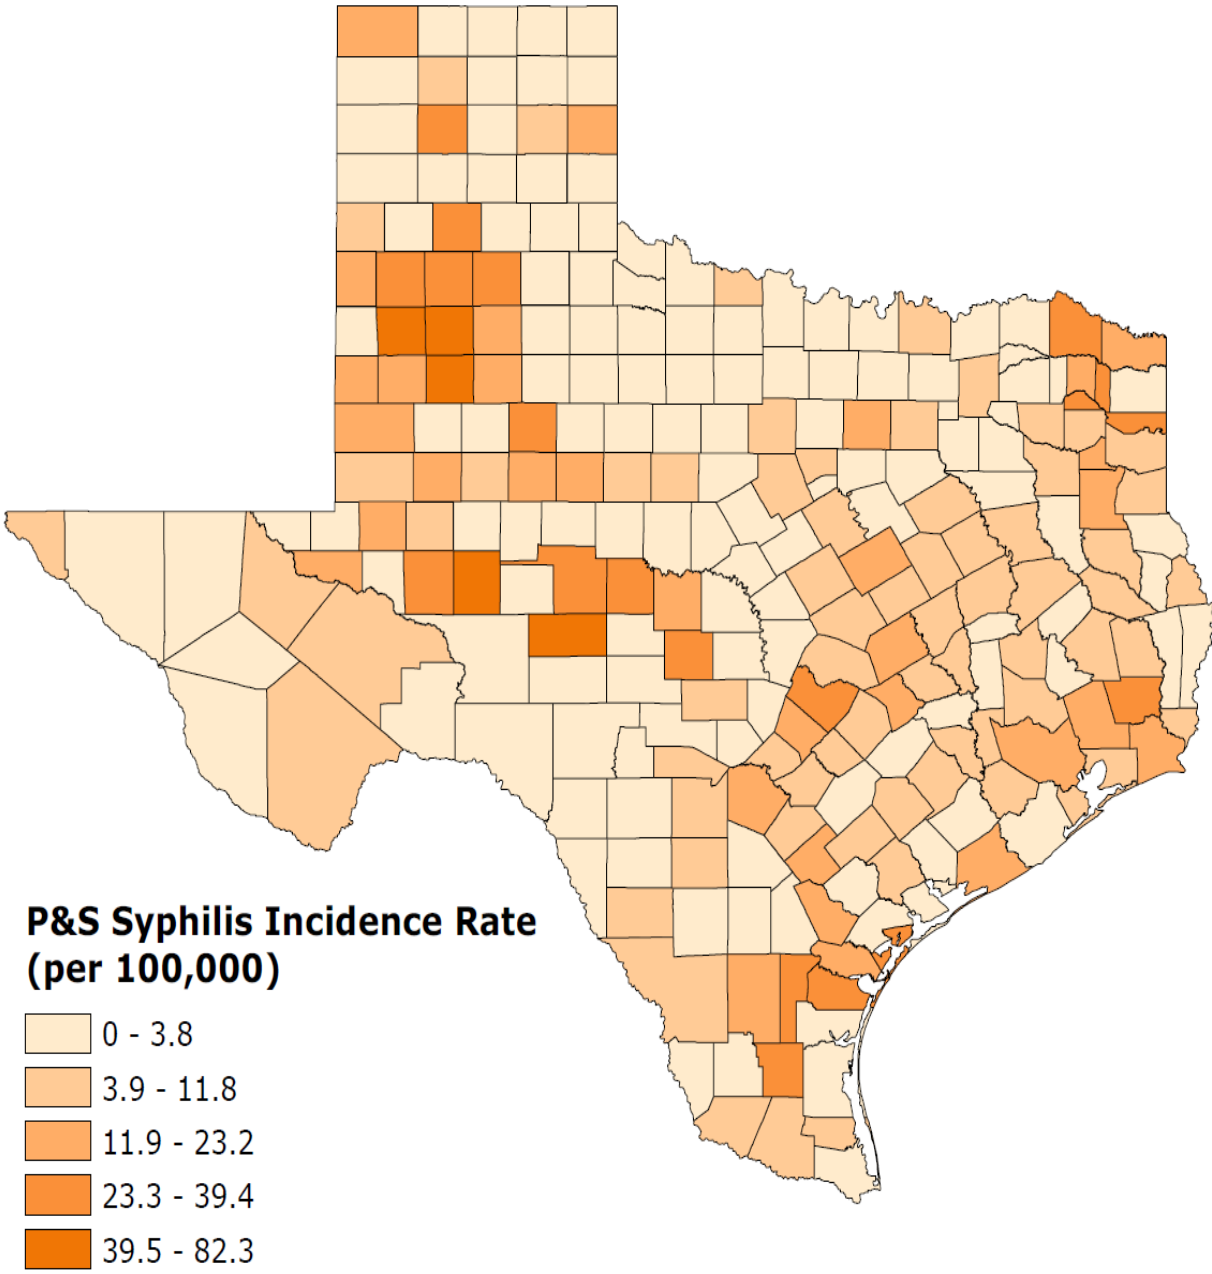 P&S Syphilis Incidence Rate
(per 100,000)
0 - 3.8
3.9 - 11.8
11.9 - 23.2
23.3 - 39.4
39.5 - 82.3